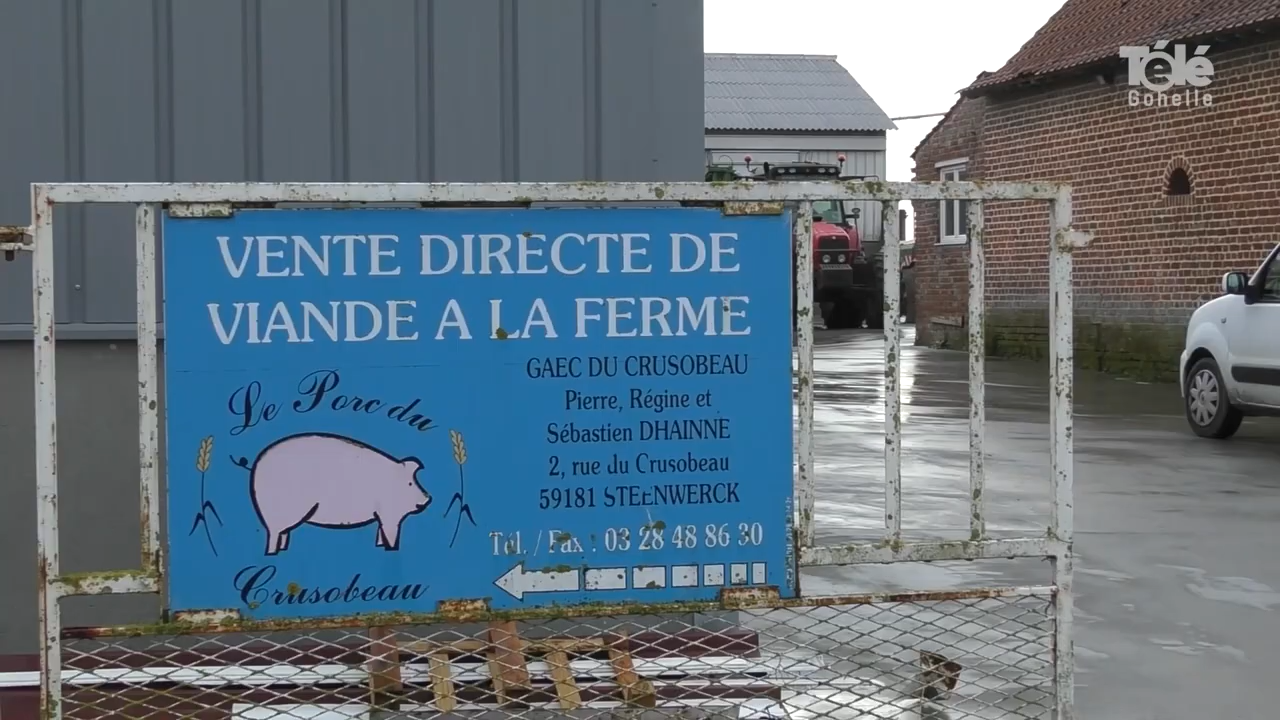 Télé
Gohelle
VENTE DIRECTE DE
VIANDE A LA FERME
GAEC DU CRUSOBEAU
Pierre, Régine et
Sébastien DHAINNE
2, rue du Crusobeau
59181 STEENWERCK
Tél. / Fax : 03 28 48 86 30
Le Porc du
Crusobeau